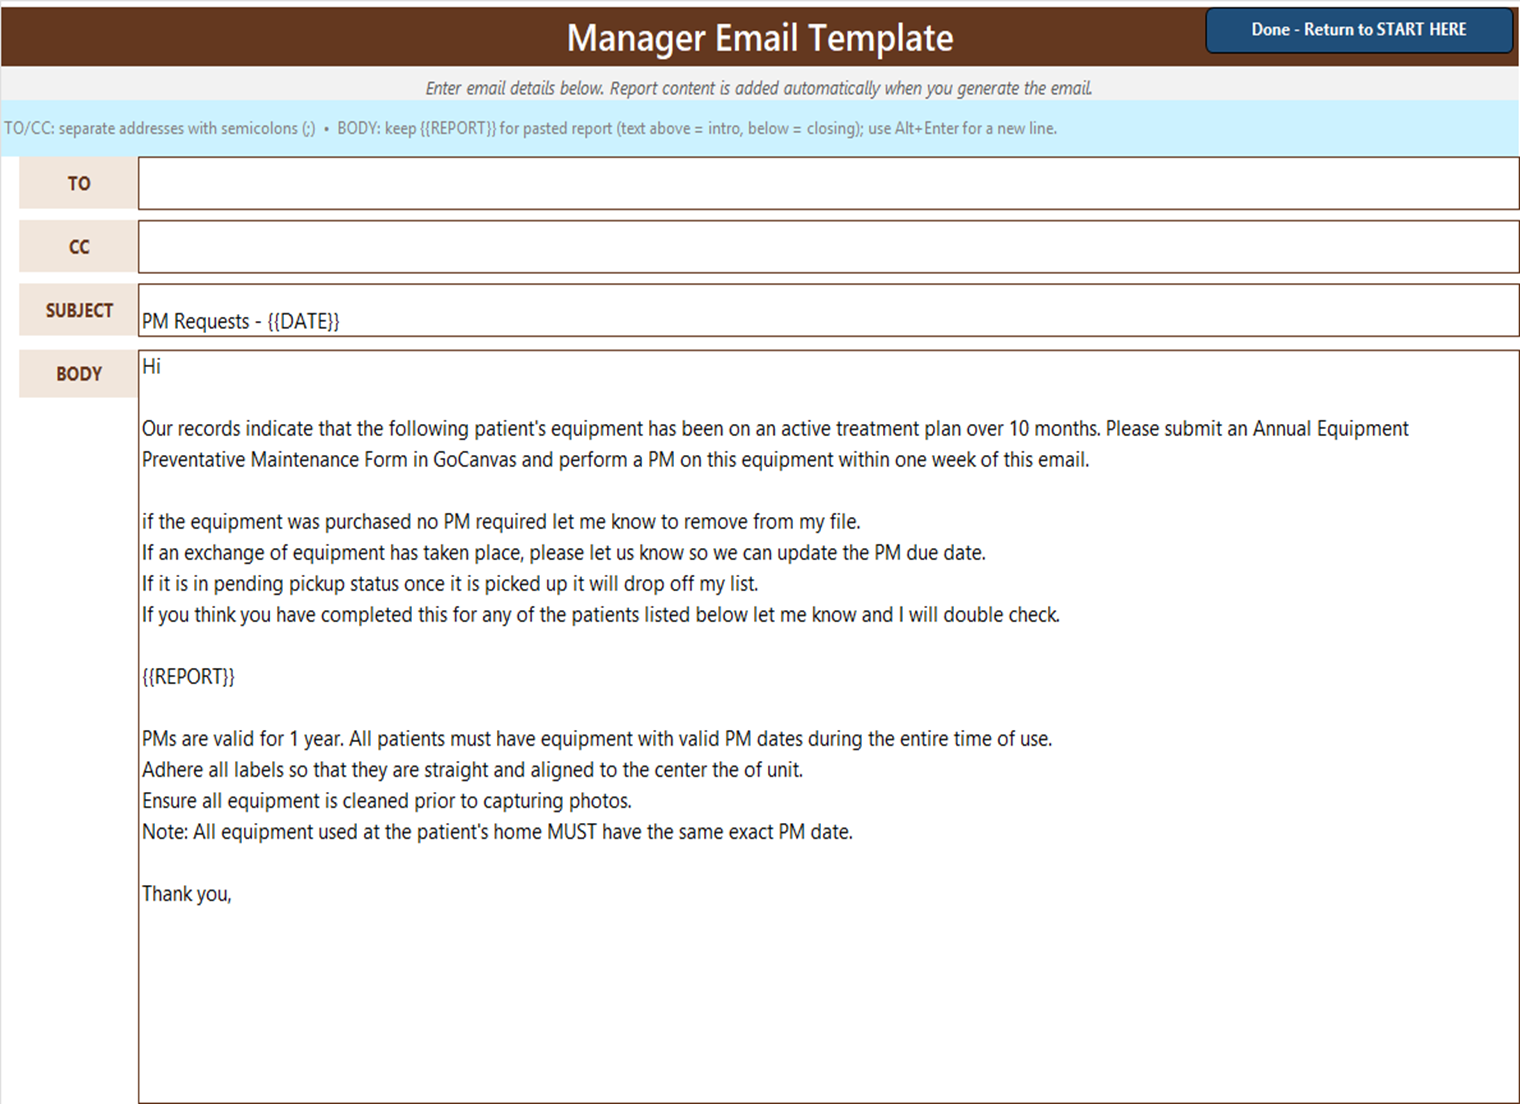 Manager Email Template
Done - Return to START HERE
Enter email details below. Report content is added automatically when you generate the email.
TO/CC: separate addresses with semicolons (;)  •  BODY: keep {{REPORT}} for pasted report (text above = intro, below = closing); use Alt+Enter for a new line.
TO
CC
SUBJECT
PM Requests - {{DATE}}
BODY
Hi
Our records indicate that the following patient's equipment has been on an active treatment plan over 10 months. Please submit an Annual Equipment
Preventative Maintenance Form in GoCanvas and perform a PM on this equipment within one week of this email.
if the equipment was purchased no PM required let me know to remove from my file.
If an exchange of equipment has taken place, please let us know so we can update the PM due date.
If it is in pending pickup status once it is picked up it will drop off my list.
If you think you have completed this for any of the patients listed below let me know and I will double check.
{{REPORT}}
PMs are valid for 1 year. All patients must have equipment with valid PM dates during the entire time of use.
Adhere all labels so that they are straight and aligned to the center the of unit.
Ensure all equipment is cleaned prior to capturing photos.
Note: All equipment used at the patient's home MUST have the same exact PM date.
Thank you,